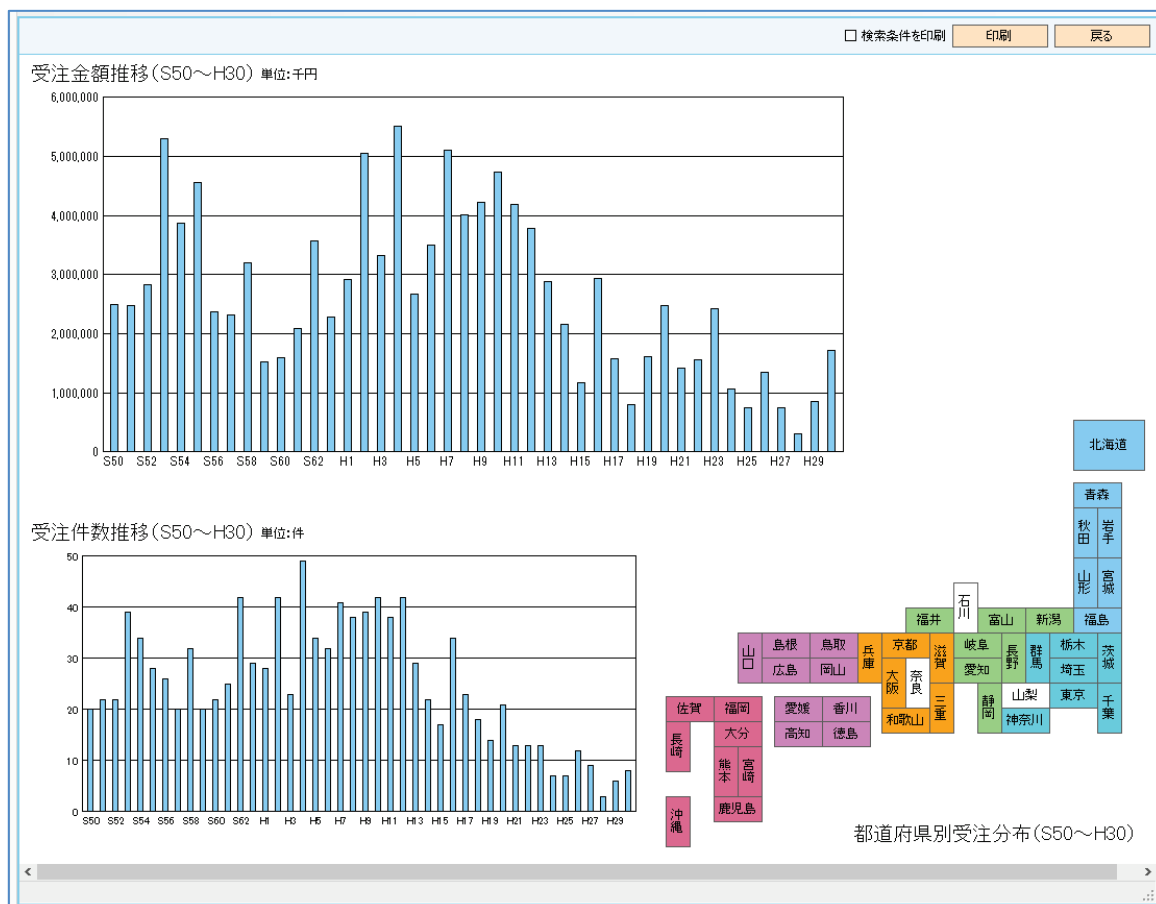 検索条件を印刷 印刷 戻る
受注金額推移(S50～H30) 単位:千円
6,000,000
5,000,000
4,000,000
3,000,000
2,000,000
1,000,000
0
S50 S52 S54 S56 S58 S60 S62 H1 H3 H5 H7 H9 H11 H13 H15 H17 H19 H21 H23 H25 H27 H29
受注件数推移(S50～H30) 単位:件
50
40
30
20
10
0
S50 S52 S54 S56 S58 S60 S62 H1 H3 H5 H7 H9 H11 H13 H15 H17 H19 H21 H23 H25 H27 H29
北海道
青森
秋田 岩手
山形 宮城
石川
福井 富山 新潟 福島
山口 島根 鳥取 兵庫 京都 滋賀 岐阜 長野 群馬 栃木 茨城
広島 岡山 大阪 奈良 愛知 埼玉
三重 静岡 山梨 東京 千葉
佐賀 福岡 愛媛 香川 和歌山 神奈川
長崎 大分 高知 徳島
熊本 宮崎
沖縄 鹿児島
都道府県別受注分布(S50～H30)